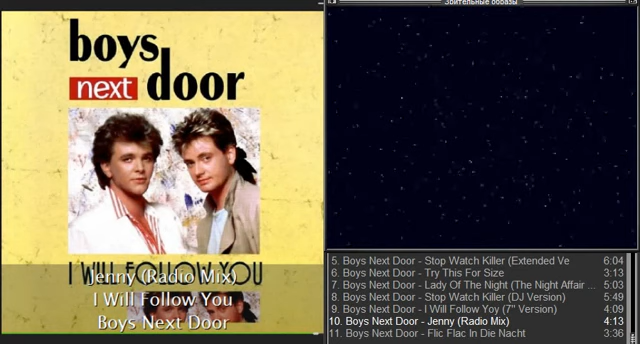 boys
next door
I WILL FOLLOW YOU
Jenny (Radio Mix)
I Will Follow You
Boys Next Door
Зрительные образы
5. Boys Next Door - Stop Watch Killer (Extended Ve 6:04
6. Boys Next Door - Try This For Size 3:13
7. Boys Next Door - Lady Of The Night (The Night Affair ... 5:03
8. Boys Next Door - Stop Watch Killer (DJ Version) 5:49
9. Boys Next Door - I Will Follow Yoy (7" Version) 4:09
10. Boys Next Door - Jenny (Radio Mix) 4:13
11. Boys Next Door - Flic Flac In Die Nacht 3:36